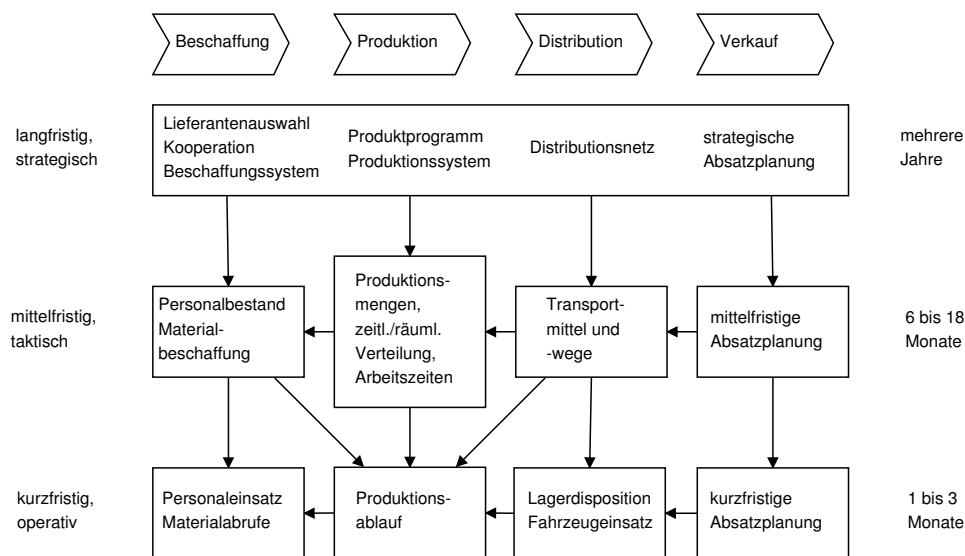 Beschaffung
Produktion
Distribution
Verkauf
langfristig,
strategisch
Lieferantenauswahl
Kooperation
Beschaffungssystem
Produktprogramm
Produktionssystem
Distributionsnetz
strategische
Absatzplanung
mehrere
Jahre
mittelfristig,
taktisch
Personalbestand
Material-
beschaffung
Produktions-
mengen,
zeitl./räuml.
Verteilung,
Arbeitszeiten
Transport-
mittel und
-wege
mittelfristige
Absatzplanung
6 bis 18
Monate
kurzfristig,
operativ
Personaleinsatz
Materialabrufe
Produktions-
ablauf
Lagerdisposition
Fahrzeugeinsatz
kurzfristige
Absatzplanung
1 bis 3
Monate